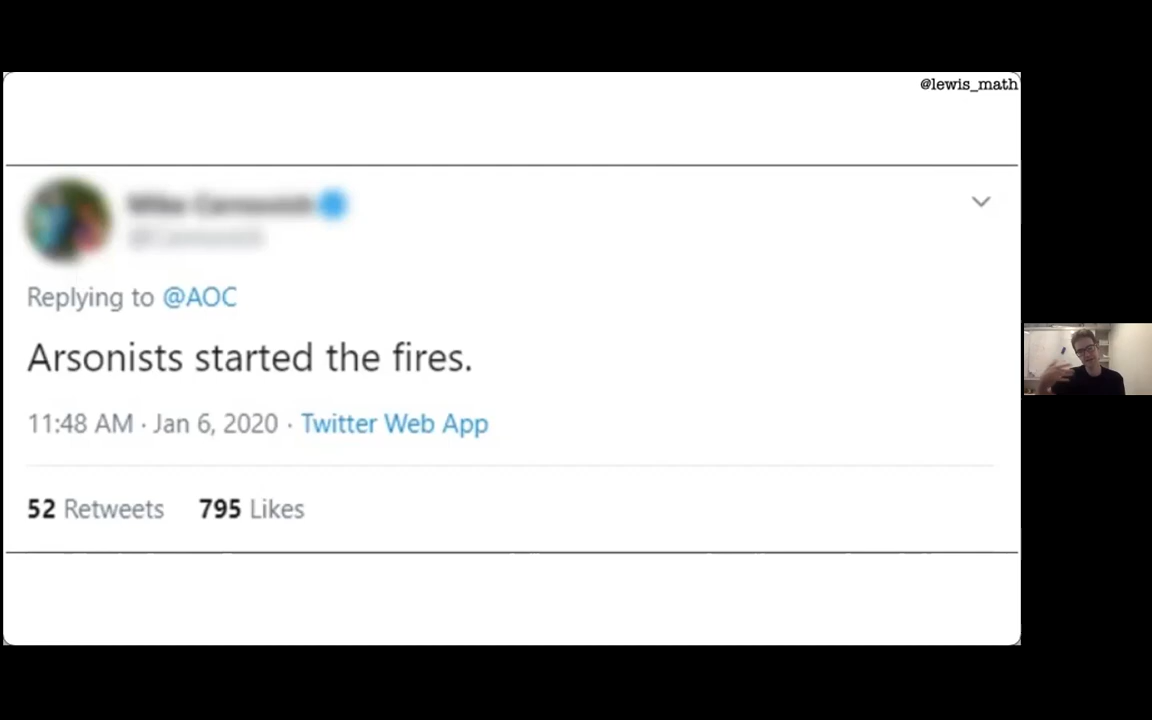 @lewis_math
Replying to @AOC
Arsonists started the fires.
11:48 AM · Jan 6, 2020 · Twitter Web App
52 Retweets 795 Likes